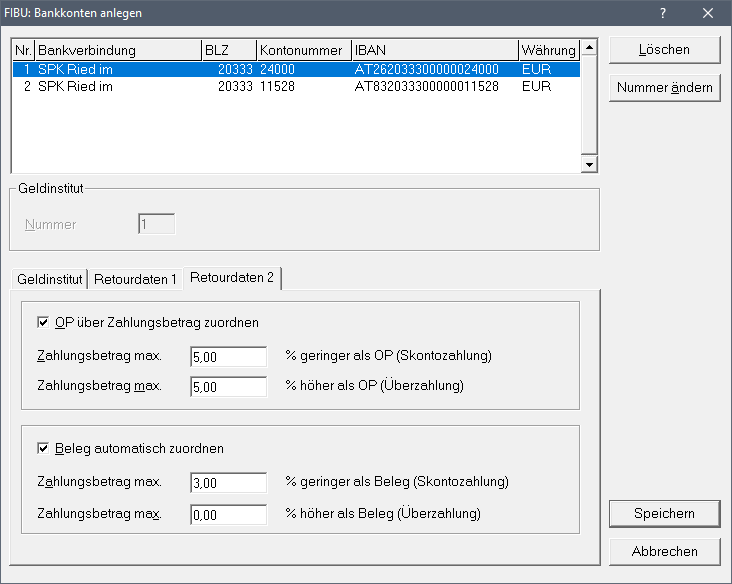 FIBU: Bankkonten anlegen ?
Nr. Bankverbindung BLZ Kontonummer IBAN Währung
1 SPK Ried im 20333 24000 AT262033300000024000 EUR
2 SPK Ried im 20333 11528 AT832033300000011528 EUR
Löschen
Nummer ändern
Geldinstitut
Nummer 1
Geldinstitut Retourdaten 1 Retourdaten 2
OP über Zahlungsbetrag zuordnen
Zahlungsbetrag max. 5,00 % geringer als OP (Skontozahlung)
Zahlungsbetrag max. 5,00 % höher als OP (Überzahlung)
Beleg automatisch zuordnen
Zahlungsbetrag max. 3,00 % geringer als Beleg (Skontozahlung)
Zahlungsbetrag max. 0,00 % höher als Beleg (Überzahlung)
Speichern
Abbrechen